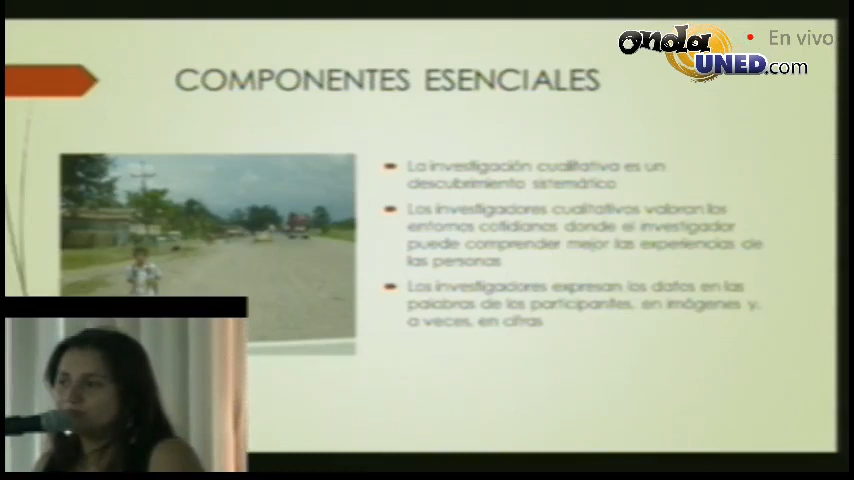 onda
UNED.com
En vivo
COMPONENTES ESENCIALES
La investigación cualitativa es un
descubrimiento sistemático
Los investigadores cualitativos valoran los
entornos cotidianos donde el investigador
puede comprender mejor las experiencias de
las personas
Los investigadores expresan los datos en las
palabras de los participantes, en imágenes y,
a veces, en cifras